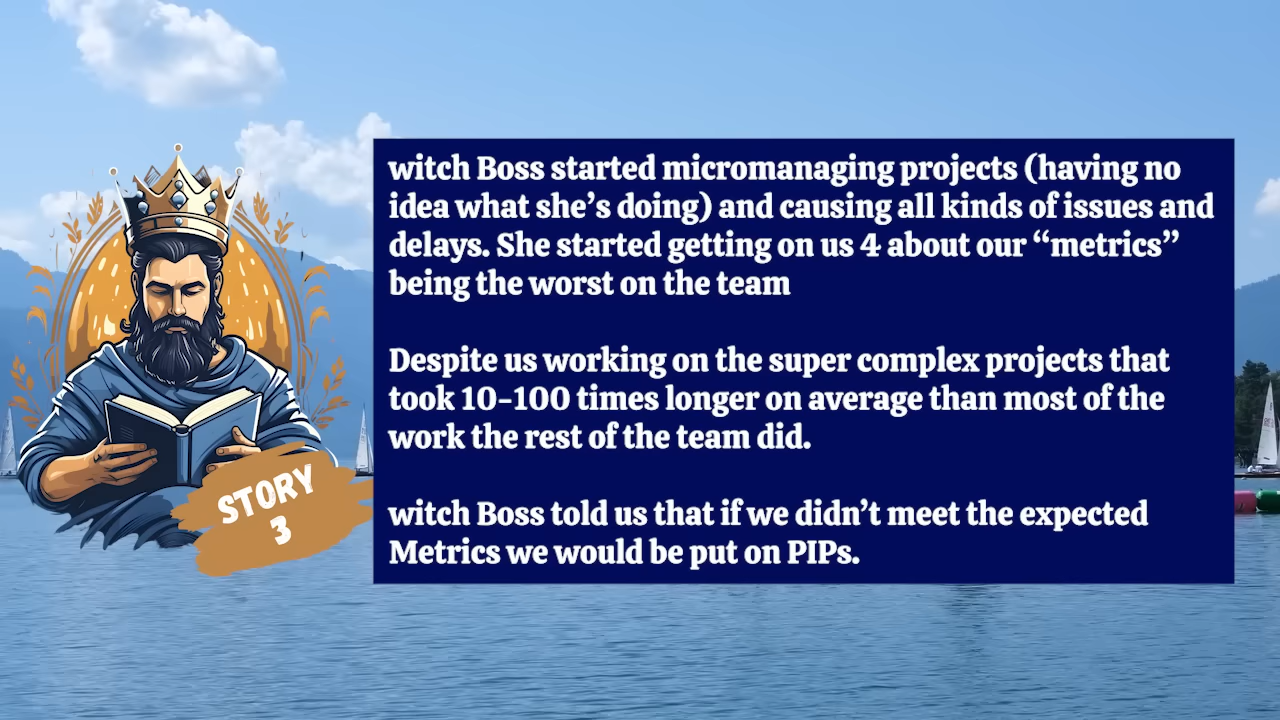 witch Boss started micromanaging projects (having no
idea what she’s doing) and causing all kinds of issues and
delays. She started getting on us 4 about our “metrics”
being the worst on the team
Despite us working on the super complex projects that
took 10-100 times longer on average than most of the
work the rest of the team did.
witch Boss told us that if we didn’t meet the expected
Metrics we would be put on PIPs.
STORY
3